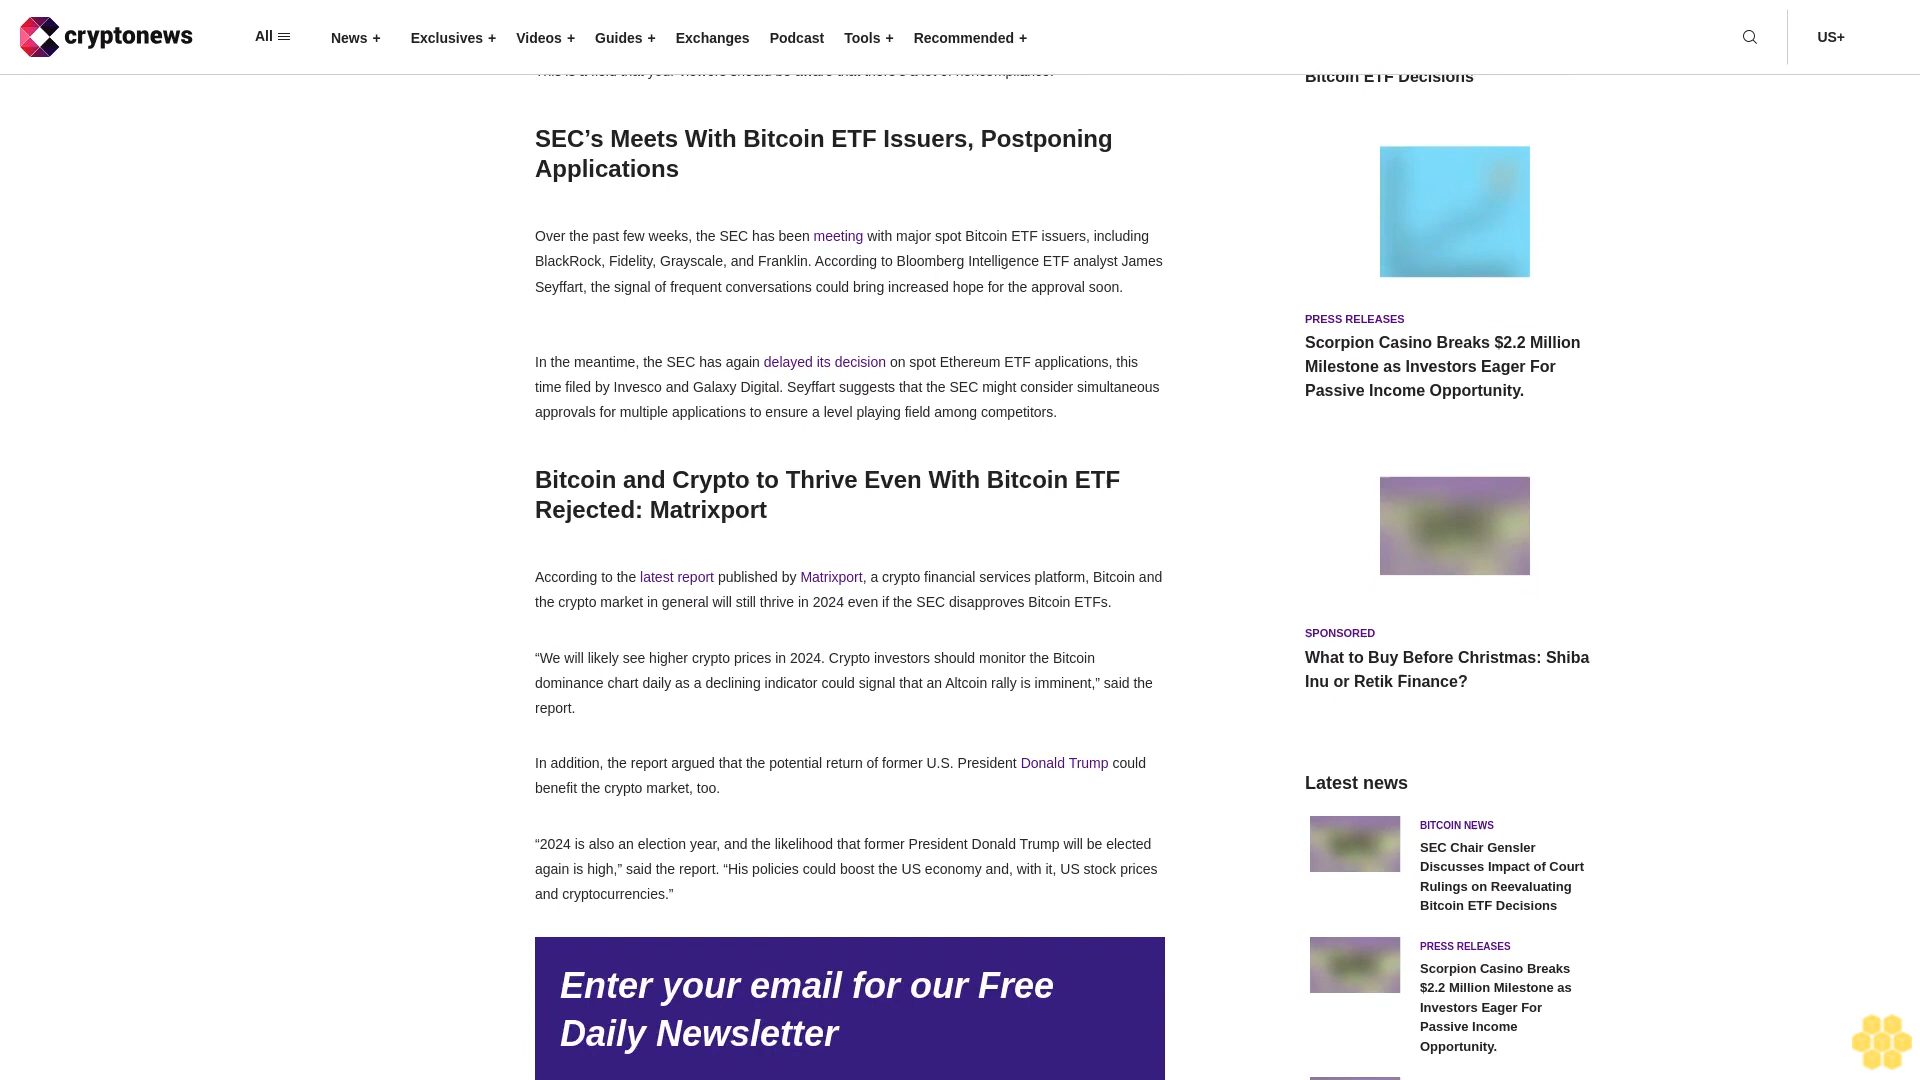 cryptonews
All
News +
Exclusives +
Videos +
Guides +
Exchanges
Podcast
Tools +
Recommended +
US+
SEC’s Meets With Bitcoin ETF Issuers, Postponing
Applications
Over the past few weeks, the SEC has been meeting with major spot Bitcoin ETF issuers, including
BlackRock, Fidelity, Grayscale, and Franklin. According to Bloomberg Intelligence ETF analyst James
Seyffart, the signal of frequent conversations could bring increased hope for the approval soon.
In the meantime, the SEC has again delayed its decision on spot Ethereum ETF applications, this
time filed by Invesco and Galaxy Digital. Seyffart suggests that the SEC might consider simultaneous
approvals for multiple applications to ensure a level playing field among competitors.
Bitcoin and Crypto to Thrive Even With Bitcoin ETF
Rejected: Matrixport
According to the latest report published by Matrixport, a crypto financial services platform, Bitcoin and
the crypto market in general will still thrive in 2024 even if the SEC disapproves Bitcoin ETFs.
“We will likely see higher crypto prices in 2024. Crypto investors should monitor the Bitcoin
dominance chart daily as a declining indicator could signal that an Altcoin rally is imminent,” said the
report.
In addition, the report argued that the potential return of former U.S. President Donald Trump could
benefit the crypto market, too.
“2024 is also an election year, and the likelihood that former President Donald Trump will be elected
again is high,” said the report. “His policies could boost the US economy and, with it, US stock prices
and cryptocurrencies.”
Enter your email for our Free
Daily Newsletter
Bitcoin ETF Decisions
PRESS RELEASES
Scorpion Casino Breaks $2.2 Million
Milestone as Investors Eager For
Passive Income Opportunity.
SPONSORED
What to Buy Before Christmas: Shiba
Inu or Retik Finance?
Latest news
BITCOIN NEWS
SEC Chair Gensler
Discusses Impact of Court
Rulings on Reevaluating
Bitcoin ETF Decisions
PRESS RELEASES
Scorpion Casino Breaks
$2.2 Million Milestone as
Investors Eager For
Passive Income
Opportunity.